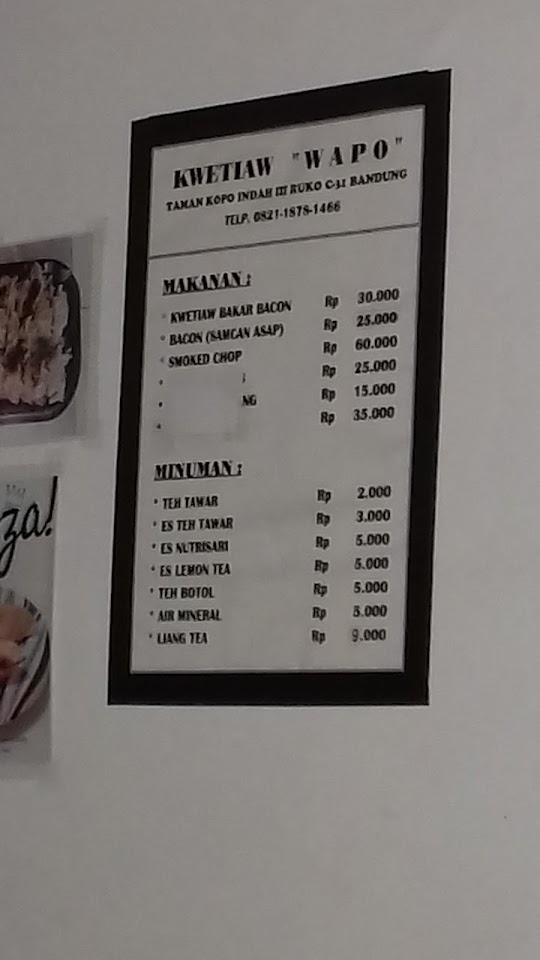 KWETIAW "WAPO"
TAMAN KOPO INDAH III RUKO C-31 BANDUNG
TELP. 0821-1878-1466
MAKANAN :
* KWETIAW BAKAR BACON Rp 30.000
* BACON (SAMCAN ASAP) Rp 25.000
* SMOKED CHOP Rp 60.000
* Rp 25.000
* NG Rp 15.000
* Rp 35.000
MINUMAN :
* TEH TAWAR Rp 2.000
* ES TEH TAWAR Rp 3.000
* ES NUTRISARI Rp 5.000
* ES LEMON TEA Rp 5.000
* TEH BOTOL Rp 5.000
* AIR MINERAL Rp 5.000
* LIANG TEA Rp 9.000
za!